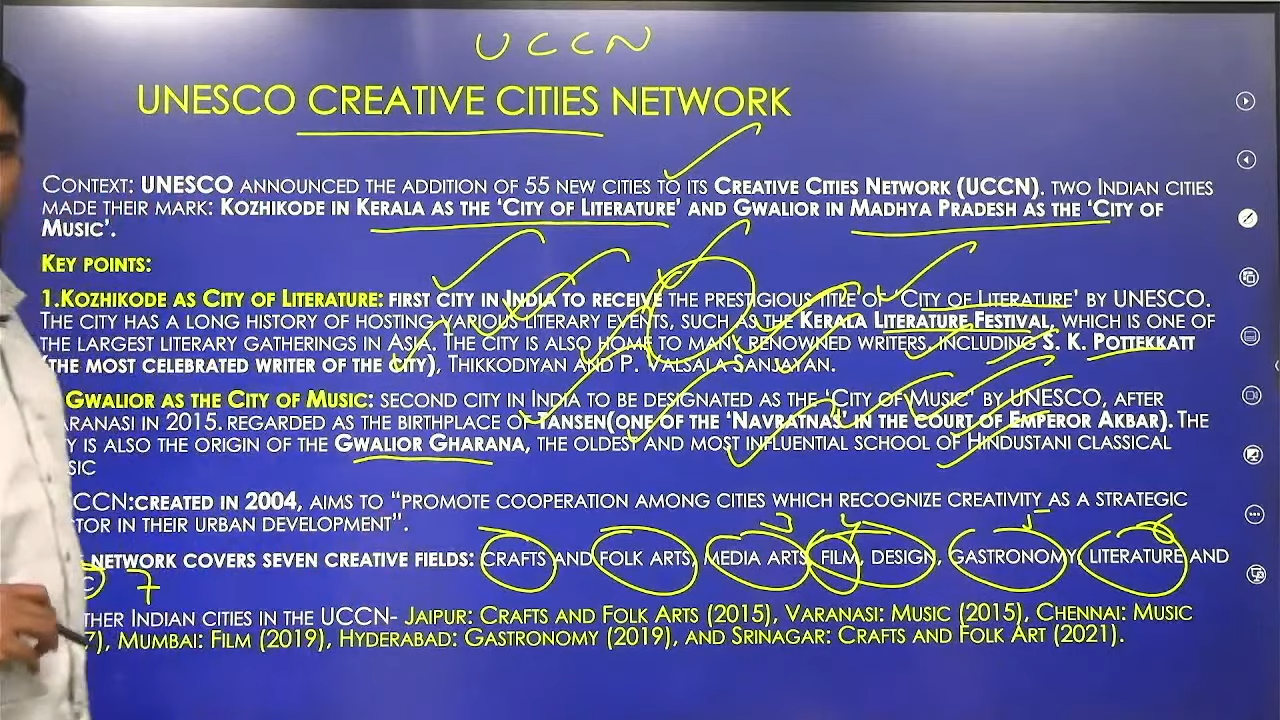 UCCN
UNESCO CREATIVE CITIES NETWORK
CONTEXT: UNESCO ANNOUNCED THE ADDITION OF 55 NEW CITIES TO ITS CREATIVE CITIES NETWORK (UCCN). TWO INDIAN CITIES
MADE THEIR MARK: KOZHIKODE IN KERALA AS THE ‘CITY OF LITERATURE’ AND GWALIOR IN MADHYA PRADESH AS THE ‘CITY OF
MUSIC’.
KEY POINTS:
1.KOZHIKODE AS CITY OF LITERATURE: FIRST CITY IN INDIA TO RECEIVE THE PRESTIGIOUS TITLE OF ‘CITY OF LITERATURE’ BY UNESCO.
THE CITY HAS A LONG HISTORY OF HOSTING VARIOUS LITERARY EVENTS, SUCH AS THE KERALA LITERATURE FESTIVAL, WHICH IS ONE OF
THE LARGEST LITERARY GATHERINGS IN ASIA. THE CITY IS ALSO HOME TO MANY RENOWNED WRITERS, INCLUDING S. K. POTTEKKATT
(THE MOST CELEBRATED WRITER OF THE CITY), THIKKODIYAN AND P. VALSALA SANJAYAN.
GWALIOR AS THE CITY OF MUSIC: SECOND CITY IN INDIA TO BE DESIGNATED AS THE ‘CITY OF MUSIC’ BY UNESCO, AFTER
ARANASI IN 2015. REGARDED AS THE BIRTHPLACE OF TANSEN(ONE OF THE ‘NAVRATNAS’ IN THE COURT OF EMPEROR AKBAR). THE
Y IS ALSO THE ORIGIN OF THE GWALIOR GHARANA, THE OLDEST AND MOST INFLUENTIAL SCHOOL OF HINDUSTANI CLASSICAL
SIC
CCN:CREATED IN 2004, AIMS TO “PROMOTE COOPERATION AMONG CITIES WHICH RECOGNIZE CREATIVITY AS A STRATEGIC
TOR IN THEIR URBAN DEVELOPMENT”.
3 4 5 6
NETWORK COVERS SEVEN CREATIVE FIELDS: CRAFTS AND FOLK ARTS, MEDIA ARTS, FILM, DESIGN, GASTRONOMY, LITERATURE AND
C 7
THER INDIAN CITIES IN THE UCCN- JAIPUR: CRAFTS AND FOLK ARTS (2015), VARANASI: MUSIC (2015), CHENNAI: MUSIC
7), MUMBAI: FILM (2019), HYDERABAD: GASTRONOMY (2019), AND SRINAGAR: CRAFTS AND FOLK ART (2021).